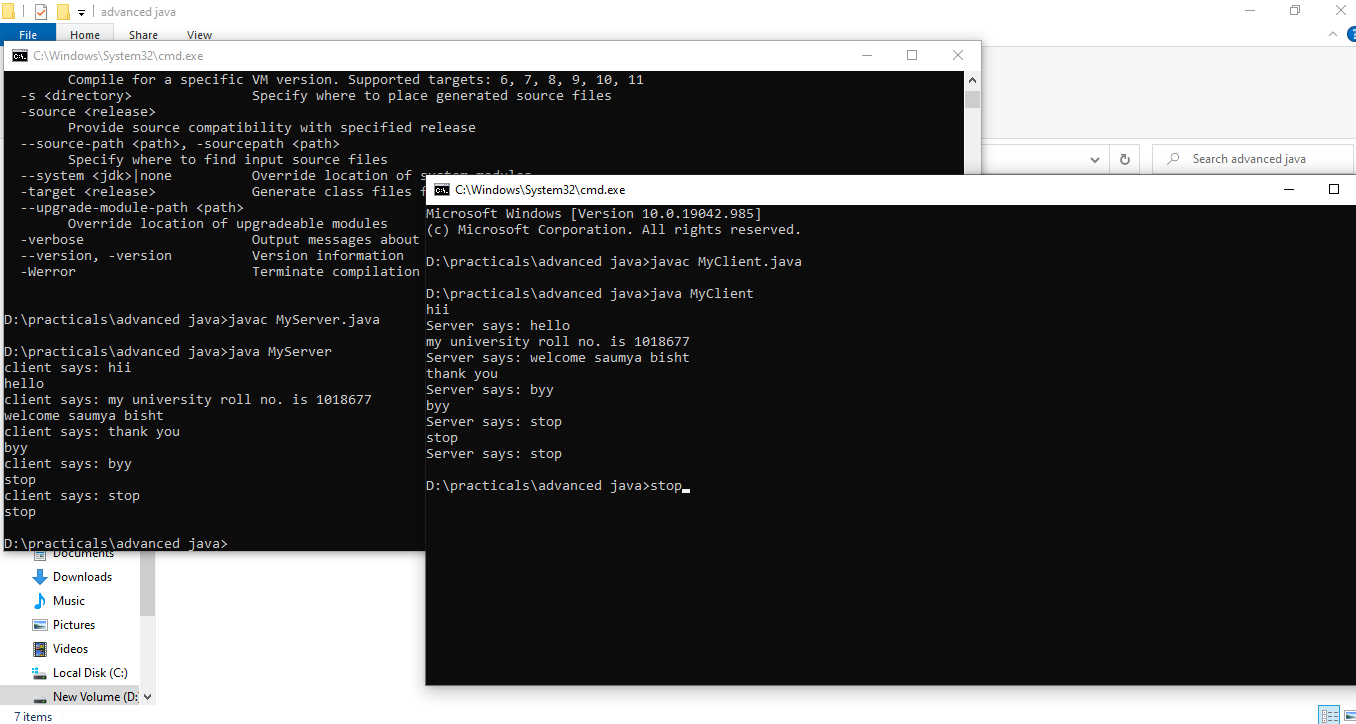 advanced java
File Home Share View
C:\Windows\System32\cmd.exe
Compile for a specific VM version. Supported targets: 6, 7, 8, 9, 10, 11
-s <directory> Specify where to place generated source files
-source <release>
Provide source compatibility with specified release
--source-path <path>, -sourcepath <path>
Specify where to find input source files
--system <jdk>|none Override location of system modules
-target <release> Generate class files f
--upgrade-module-path <path>
Override location of upgradeable modules
-verbose Output messages about
--version, -version Version information
-Werror Terminate compilation
D:\practicals\advanced java>javac MyServer.java
D:\practicals\advanced java>java MyServer
client says: hii
hello
client says: my university roll no. is 1018677
welcome saumya bisht
client says: thank you
byy
client says: byy
stop
client says: stop
stop
D:\practicals\advanced java>
Search advanced java
C:\Windows\System32\cmd.exe
Microsoft Windows [Version 10.0.19042.985]
(c) Microsoft Corporation. All rights reserved.
D:\practicals\advanced java>javac MyClient.java
D:\practicals\advanced java>java MyClient
hii
Server says: hello
my university roll no. is 1018677
Server says: welcome saumya bisht
thank you
Server says: byy
byy
Server says: stop
stop
Server says: stop
D:\practicals\advanced java>stop
Documents
Downloads
Music
Pictures
Videos
Local Disk (C:)
New Volume (D:
7 items